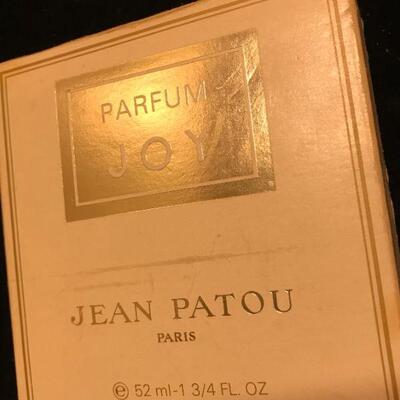 PARFUM
JOY
JEAN PATOU
PARIS
℮ 52 ml-1 3/4 FL. OZ